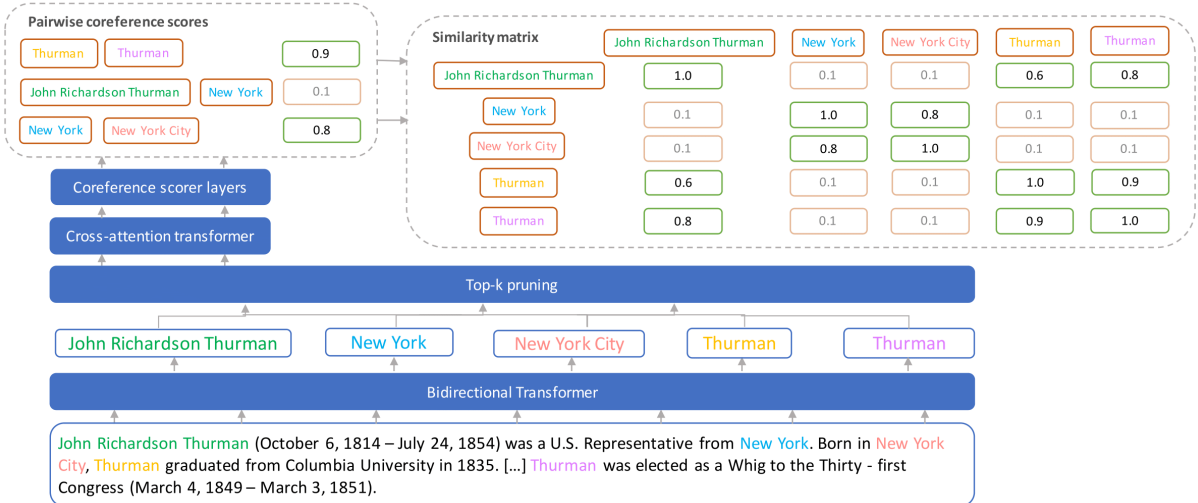 Pairwise coreference scores
Thurman Thurman 0.9
John Richardson Thurman New York 0.1
New York New York City 0.8
Similarity matrix
John Richardson Thurman New York New York City Thurman Thurman
John Richardson Thurman 1.0 0.1 0.1 0.6 0.8
New York 0.1 1.0 0.8 0.1 0.1
New York City 0.1 0.8 1.0 0.1 0.1
Thurman 0.6 0.1 0.1 1.0 0.9
Thurman 0.8 0.1 0.1 0.9 1.0
Coreference scorer layers
Cross-attention transformer
Top-k pruning
John Richardson Thurman New York New York City Thurman Thurman
Bidirectional Transformer
John Richardson Thurman (October 6, 1814 – July 24, 1854) was a U.S. Representative from New York. Born in New York
City, Thurman graduated from Columbia University in 1835. […] Thurman was elected as a Whig to the Thirty - first
Congress (March 4, 1849 – March 3, 1851).